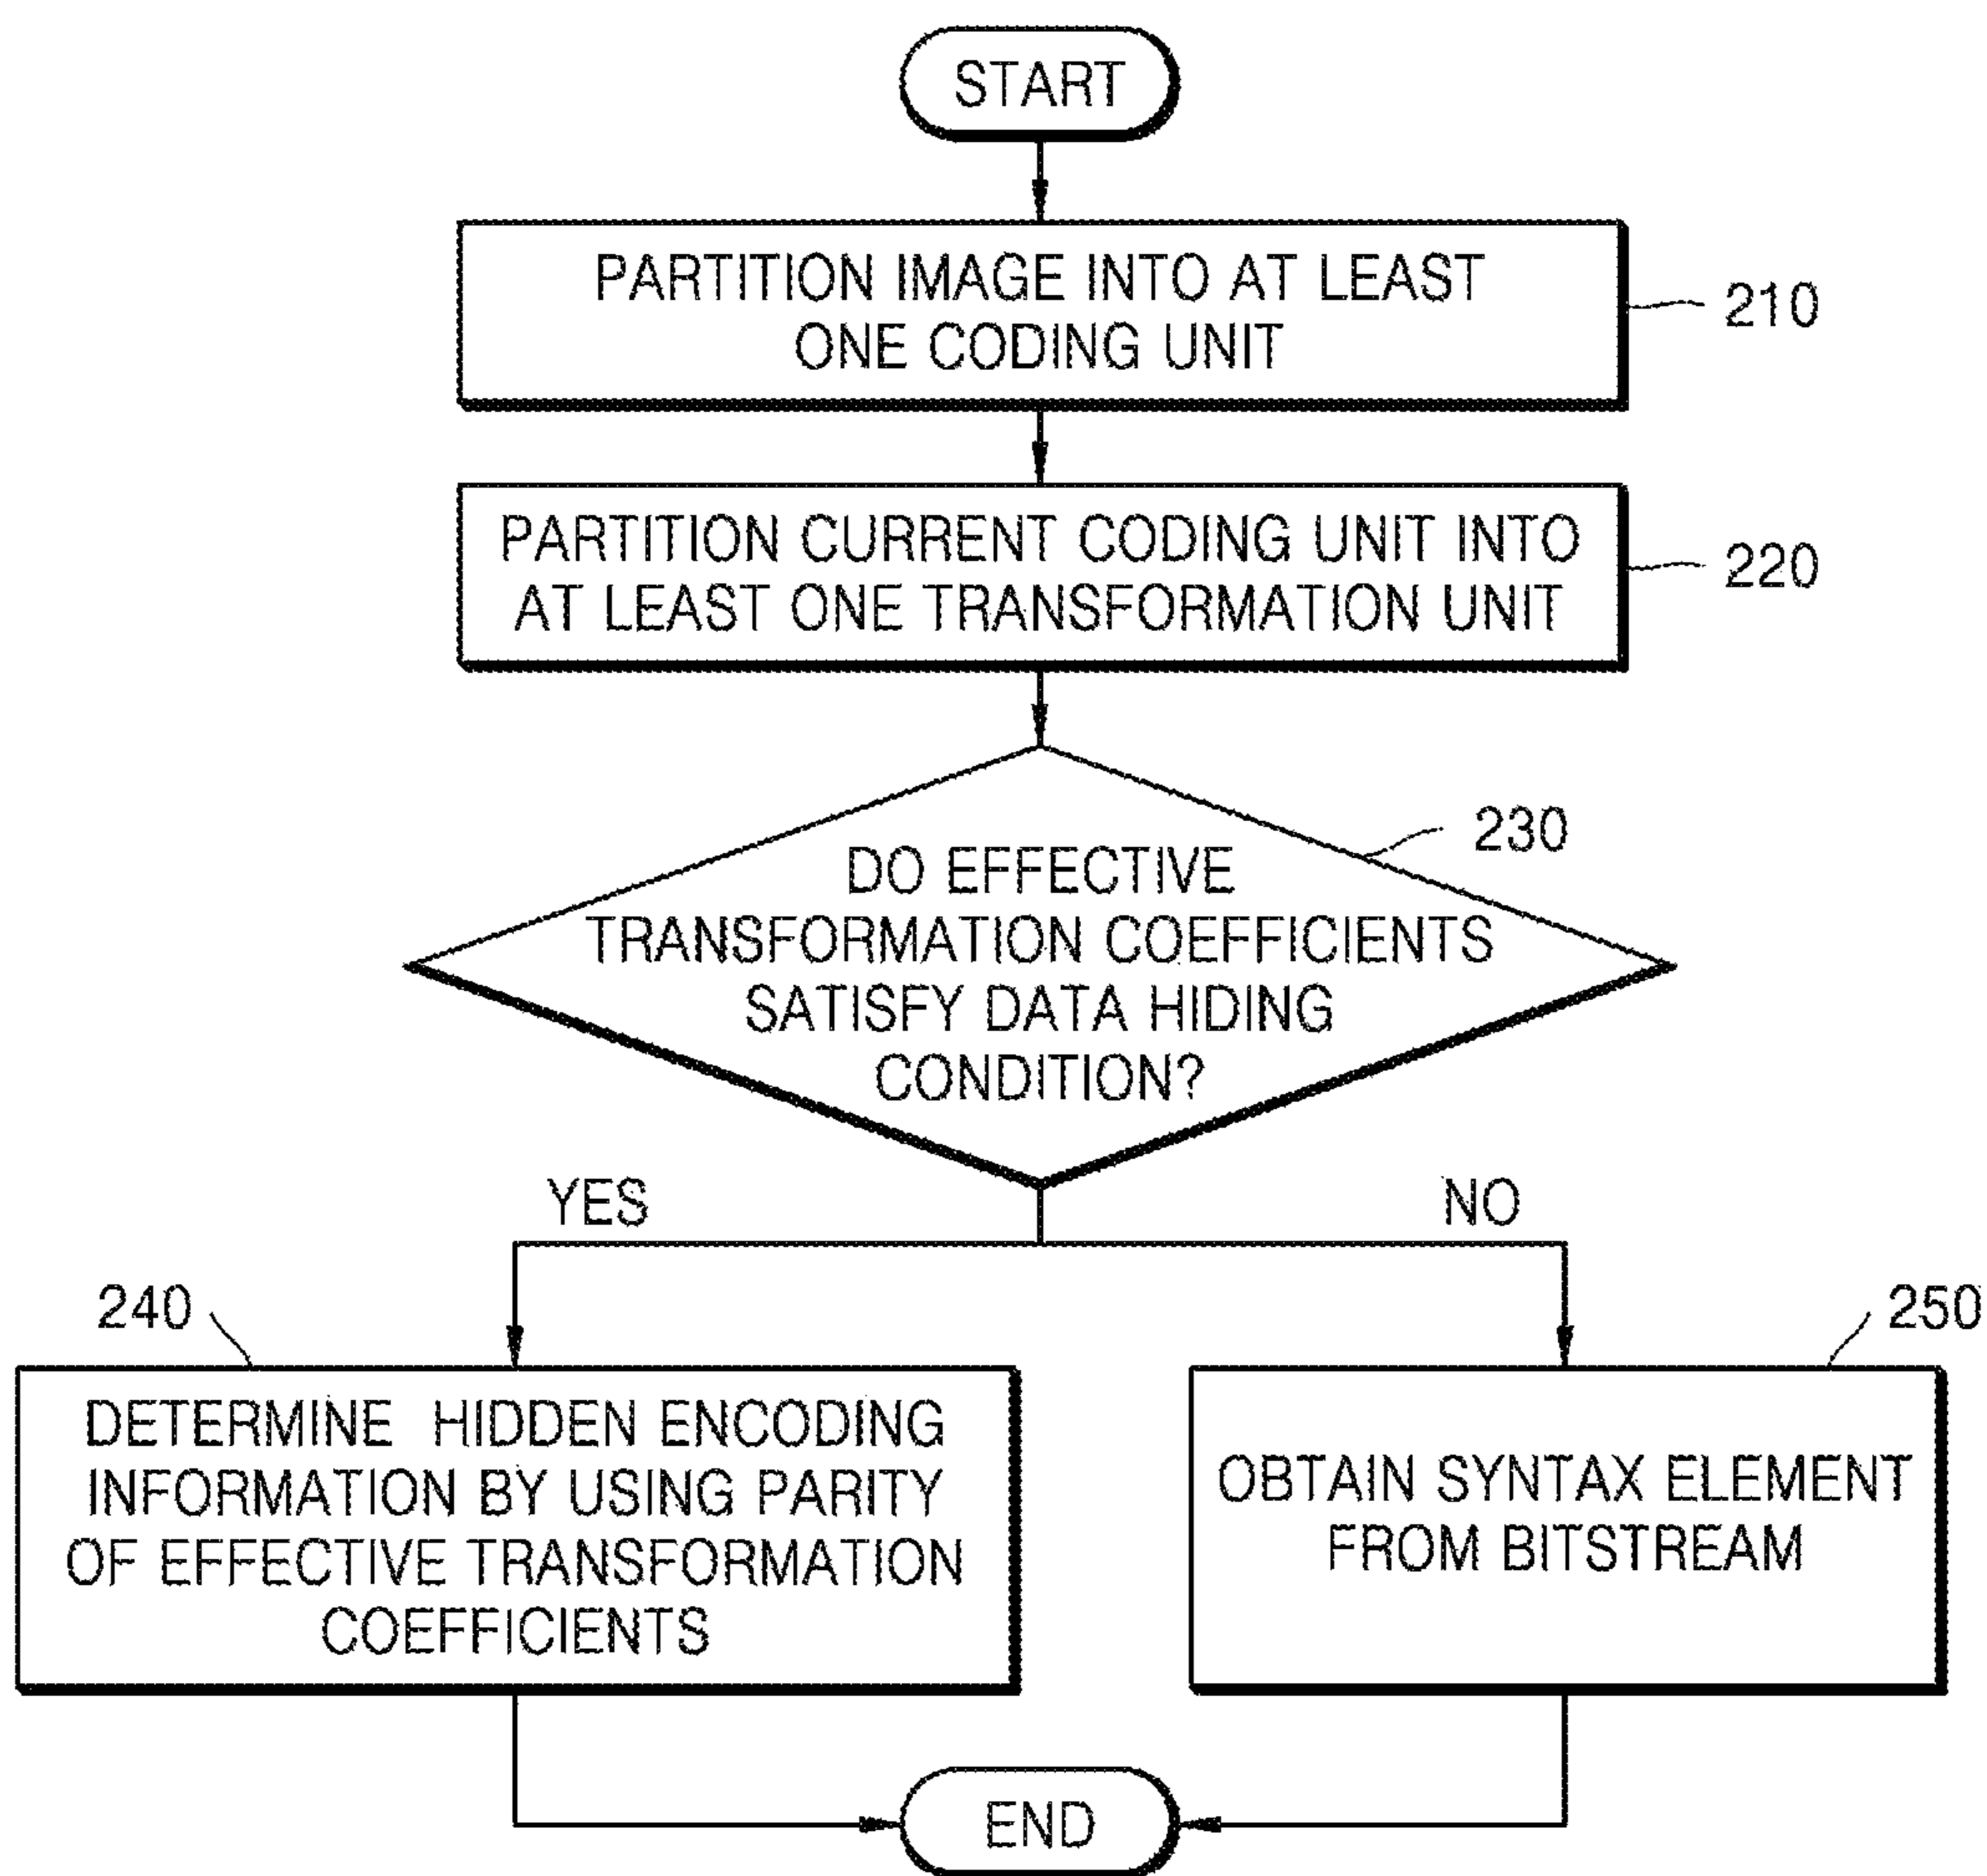 START
PARTITION IMAGE INTO AT LEAST
ONE CODING UNIT
210
PARTITION CURRENT CODING UNIT INTO
AT LEAST ONE TRANSFORMATION UNIT
220
230
DO EFFECTIVE
TRANSFORMATION COEFFICIENTS
SATISFY DATA HIDING
CONDITION?
YES
NO
240
DETERMINE HIDDEN ENCODING
INFORMATION BY USING PARITY
OF EFFECTIVE TRANSFORMATION
COEFFICIENTS
250
OBTAIN SYNTAX ELEMENT
FROM BITSTREAM
END